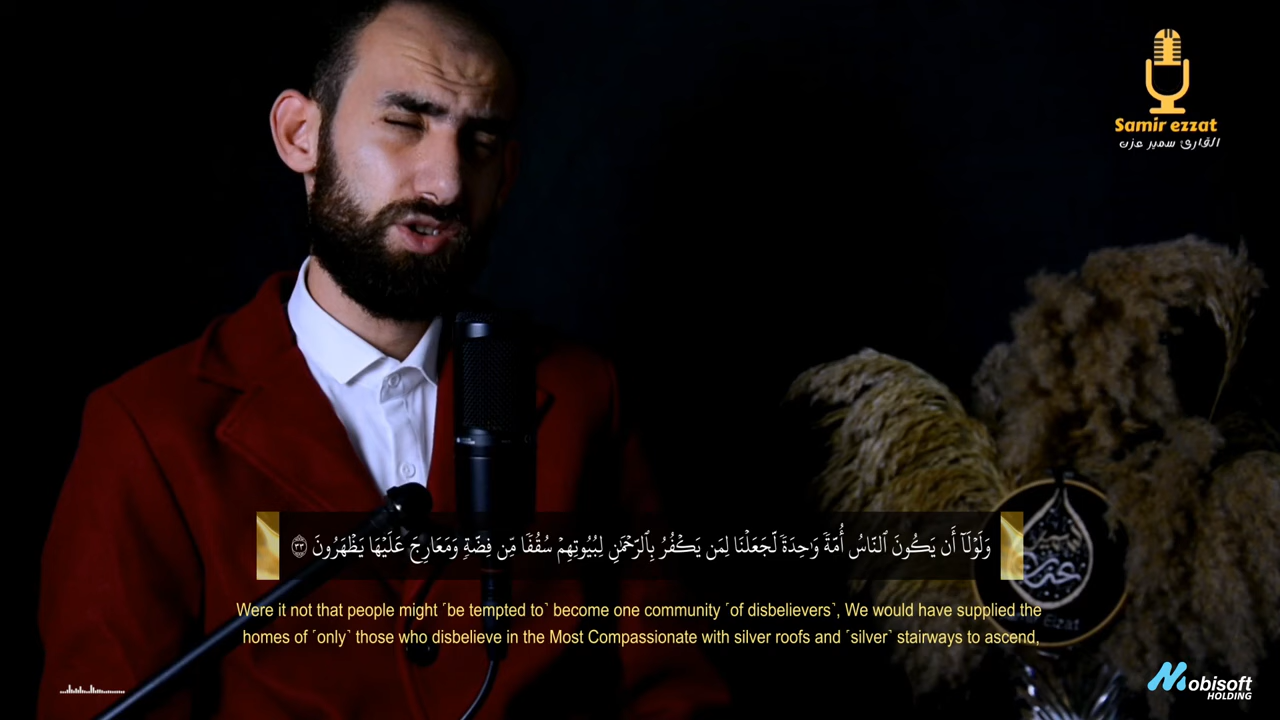 Samir ezzat
القارئ سمير عزت
وَلَوْلَآ أَن يَكُونَ ٱلنَّاسُ أُمَّةً وَٰحِدَةً لَّجَعَلْنَا لِمَن يَكْفُرُ بِٱلرَّحْمَٰنِ لِبُيُوتِهِمْ سُقُفًا مِّن فِضَّةٍ وَمَعَارِجَ عَلَيْهَا يَظْهَرُونَ ٣٣
Were it not that people might ˹be tempted to˺ become one community ˹of disbelievers˺, We would have supplied the
homes of ˹only˺ those who disbelieve in the Most Compassionate with silver roofs and ˹silver˺ stairways to ascend,
Mobisoft
HOLDING